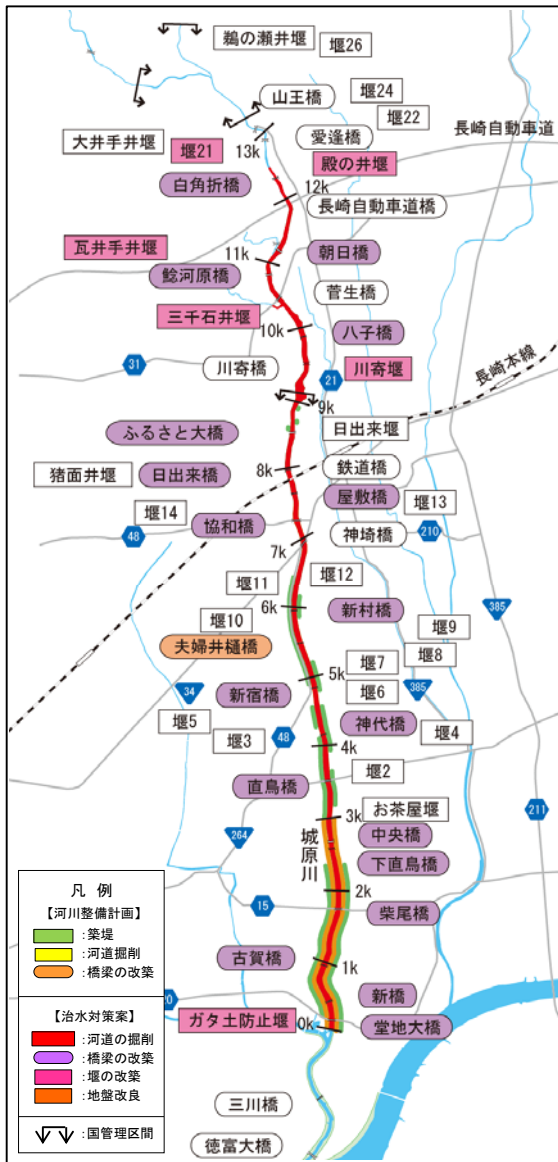 鵜の瀬井堰
堰26
山王橋
堰24
堰22
愛逢橋
長崎自動車道
大井手井堰
13k
堰21
殿の井堰
白角折橋
12k
長崎自動車道橋
瓦井手井堰
11k
朝日橋
鯰河原橋
菅生橋
三千石井堰
10k
八子橋
31
川寄橋
川寄堰
21
長崎本線
9k
ふるさと大橋
日出来堰
猪面井堰
日出来橋
8k
鉄道橋
屋敷橋
堰13
堰14
48
協和橋
神埼橋
210
7k
堰11
堰12
6k
新村橋
385
堰10
堰9
夫婦井樋橋
堰7
堰8
5k
34
新宿橋
堰6
385
堰5
神代橋
堰4
堰3
48
4k
堰2
直鳥橋
211
3k
お茶屋堰
城原川
中央橋
264
下直鳥橋
凡 例
【河川整備計画】
:築堤
:河道掘削
:橋梁の改築
2k
15
柴尾橋
古賀橋
1k
新橋
【治水対策案】
:河道の掘削
:橋梁の改築
:堰の改築
:地盤改良
ガタ土防止堰
0k
堂地大橋
:国管理区間
三川橋
徳富大橋